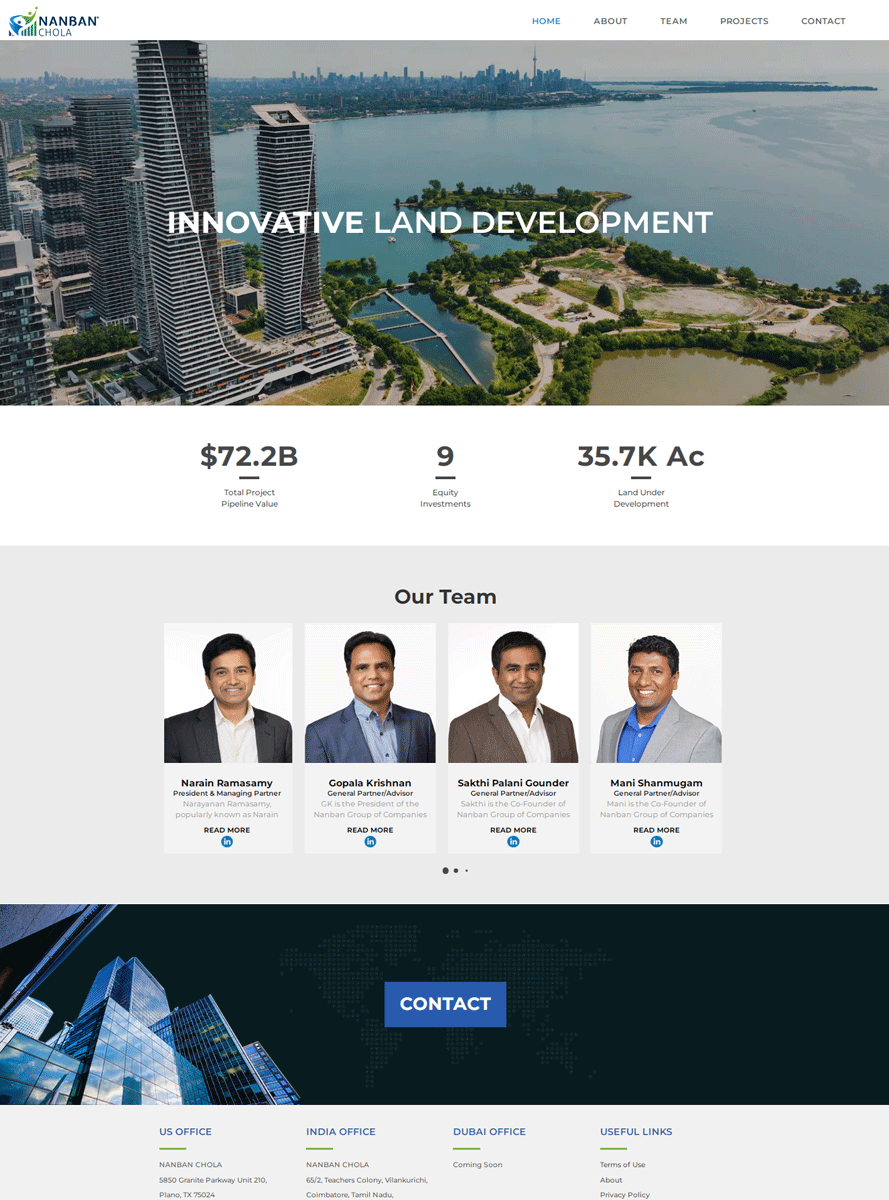 NANBAN
CHOLA
HOME ABOUT TEAM PROJECTS CONTACT
INNOVATIVE LAND DEVELOPMENT
$72.2B 9 35.7K Ac
Total Project Equity Land Under
Pipeline Value Investments Development
Our Team
Narain Ramasamy
President & Managing Partner
Narayanan Ramasamy,
popularly known as Narain
READ MORE
in
Gopala Krishnan
General Partner/Advisor
GK is the President of the
Nanban Group of Companies
READ MORE
in
Sakthi Palani Gounder
General Partner/Advisor
Sakthi is the Co-Founder of
Nanban Group of Companies
READ MORE
in
Mani Shanmugam
General Partner/Advisor
Mani is the Co-Founder of
Nanban Group of Companies
READ MORE
in
CONTACT
US OFFICE
NANBAN CHOLA
5850 Granite Parkway Unit 210,
Plano, TX 75024
INDIA OFFICE
NANBAN CHOLA
65/2, Teachers Colony, Vilankurichi,
Coimbatore, Tamil Nadu,
DUBAI OFFICE
Coming Soon
USEFUL LINKS
Terms of Use
About
Privacy Policy